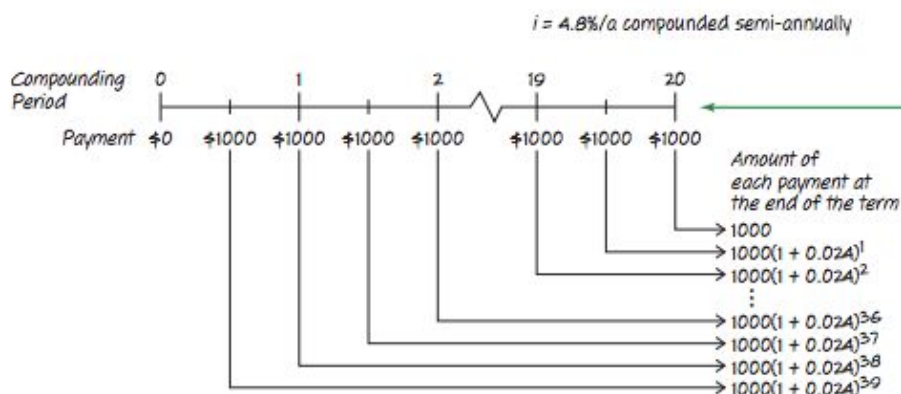 i = 4.8%/a compounded semi-annually
Compounding Period
0 1 2 19 20
Payment $0 $1000 $1000 $1000 $1000 $1000 $1000 $1000
Amount of
each payment at
the end of the term
1000
1000(1 + 0.024)¹
1000(1 + 0.024)²
⋮
1000(1 + 0.024)³⁶
1000(1 + 0.024)³⁷
1000(1 + 0.024)³⁸
1000(1 + 0.024)³⁹